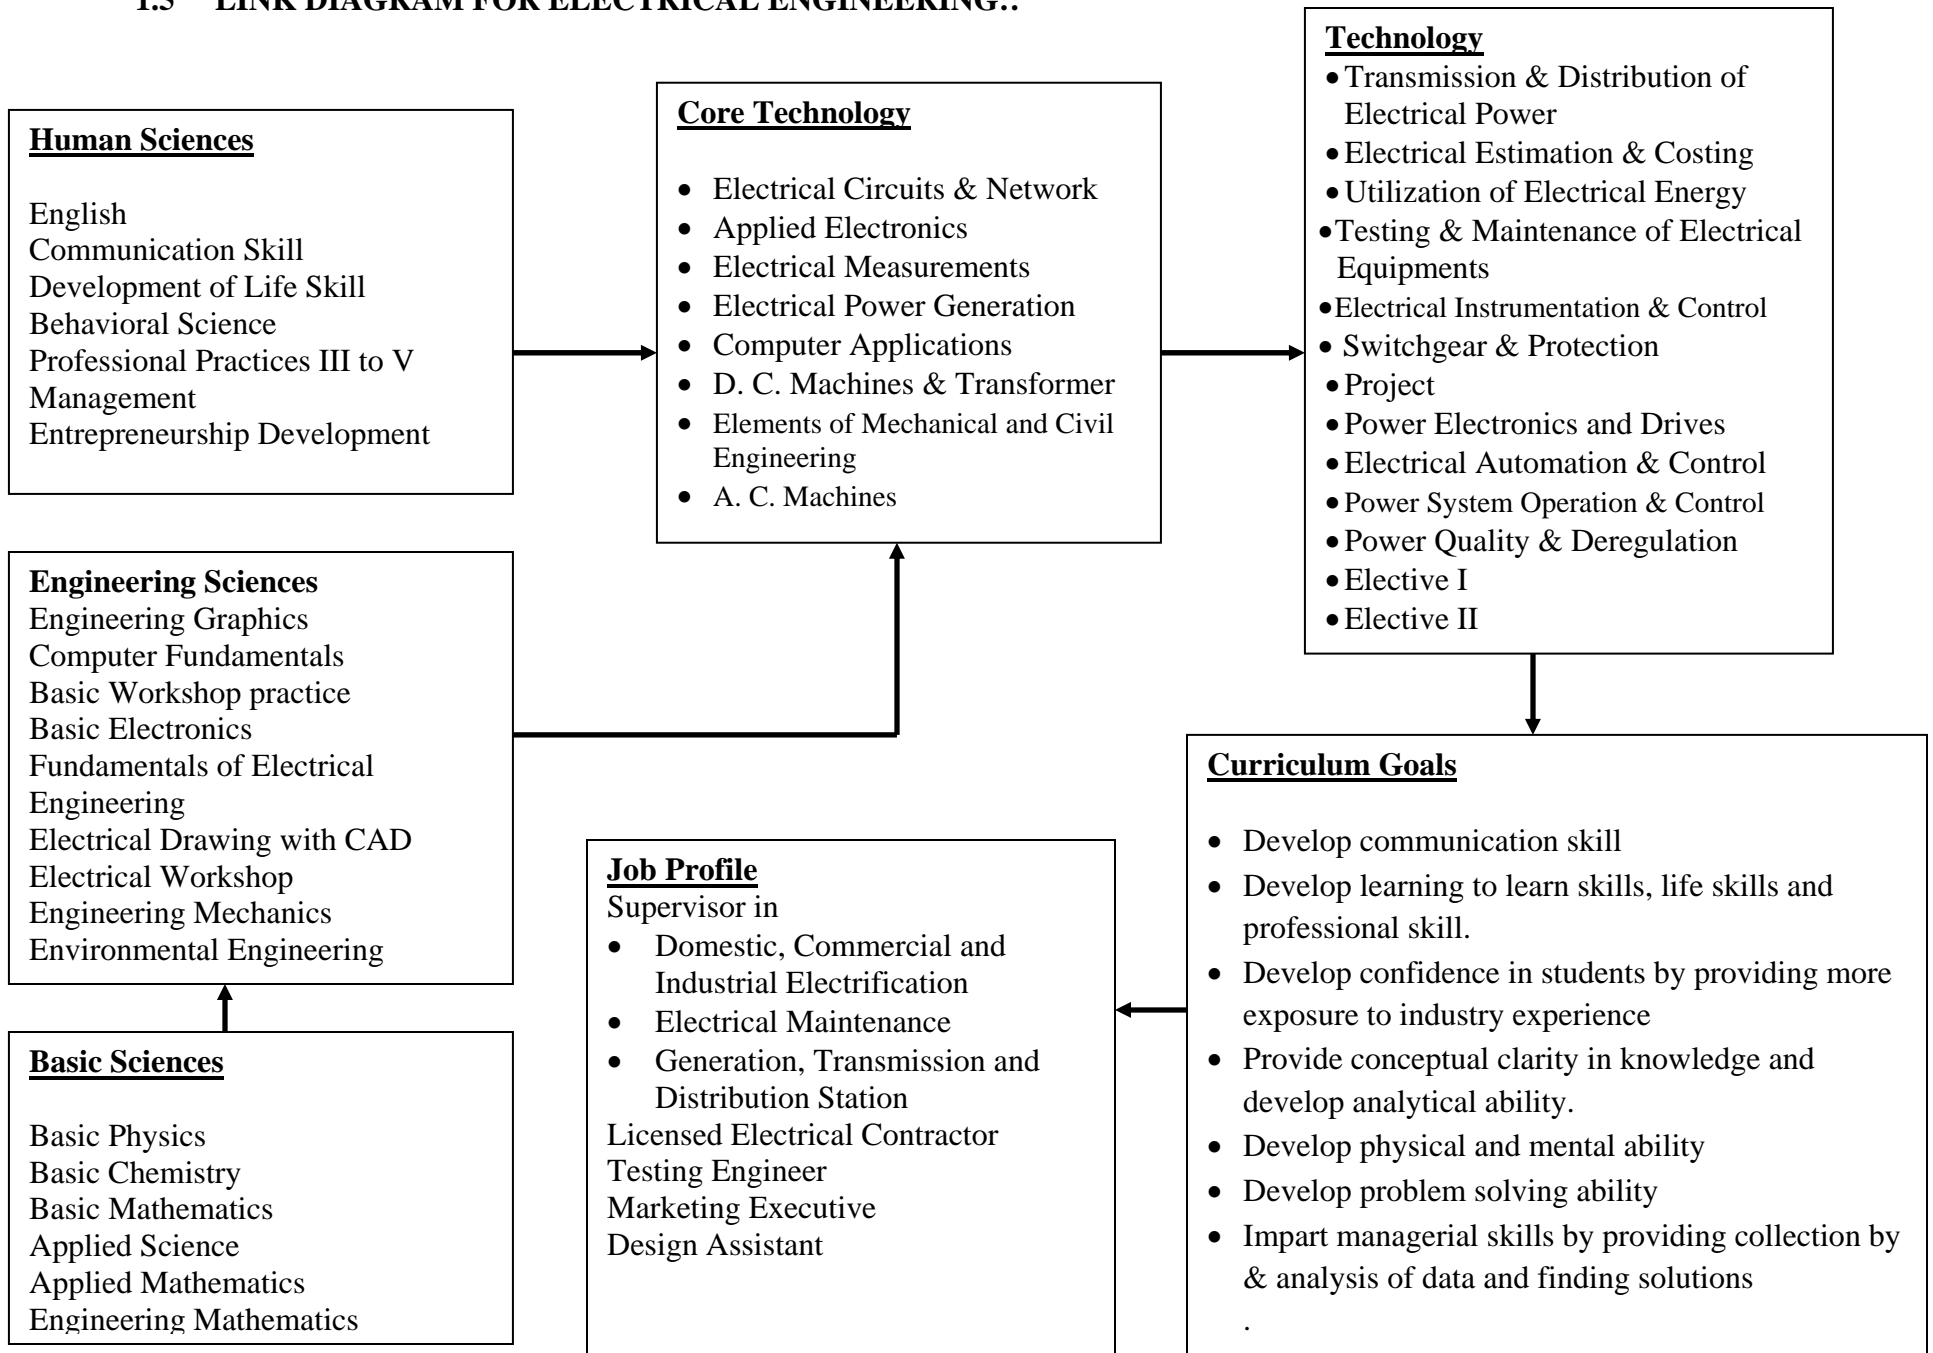 1.5 LINK DIAGRAM FOR ELECTRICAL ENGINEERING::
Human Sciences
English
Communication Skill
Development of Life Skill
Behavioral Science
Professional Practices III to V
Management
Entrepreneurship Development
Core Technology
• Electrical Circuits & Network
• Applied Electronics
• Electrical Measurements
• Electrical Power Generation
• Computer Applications
• D. C. Machines & Transformer
• Elements of Mechanical and Civil
Engineering
• A. C. Machines
Technology
• Transmission & Distribution of
Electrical Power
• Electrical Estimation & Costing
• Utilization of Electrical Energy
• Testing & Maintenance of Electrical
Equipments
• Electrical Instrumentation & Control
• Switchgear & Protection
• Project
• Power Electronics and Drives
• Electrical Automation & Control
• Power System Operation & Control
• Power Quality & Deregulation
• Elective I
• Elective II
Engineering Sciences
Engineering Graphics
Computer Fundamentals
Basic Workshop practice
Basic Electronics
Fundamentals of Electrical
Engineering
Electrical Drawing with CAD
Electrical Workshop
Engineering Mechanics
Environmental Engineering
Basic Sciences
Basic Physics
Basic Chemistry
Basic Mathematics
Applied Science
Applied Mathematics
Engineering Mathematics
Job Profile
Supervisor in
• Domestic, Commercial and
Industrial Electrification
• Electrical Maintenance
• Generation, Transmission and
Distribution Station
Licensed Electrical Contractor
Testing Engineer
Marketing Executive
Design Assistant
Curriculum Goals
• Develop communication skill
• Develop learning to learn skills, life skills and
professional skill.
• Develop confidence in students by providing more
exposure to industry experience
• Provide conceptual clarity in knowledge and
develop analytical ability.
• Develop physical and mental ability
• Develop problem solving ability
• Impart managerial skills by providing collection by
& analysis of data and finding solutions
.